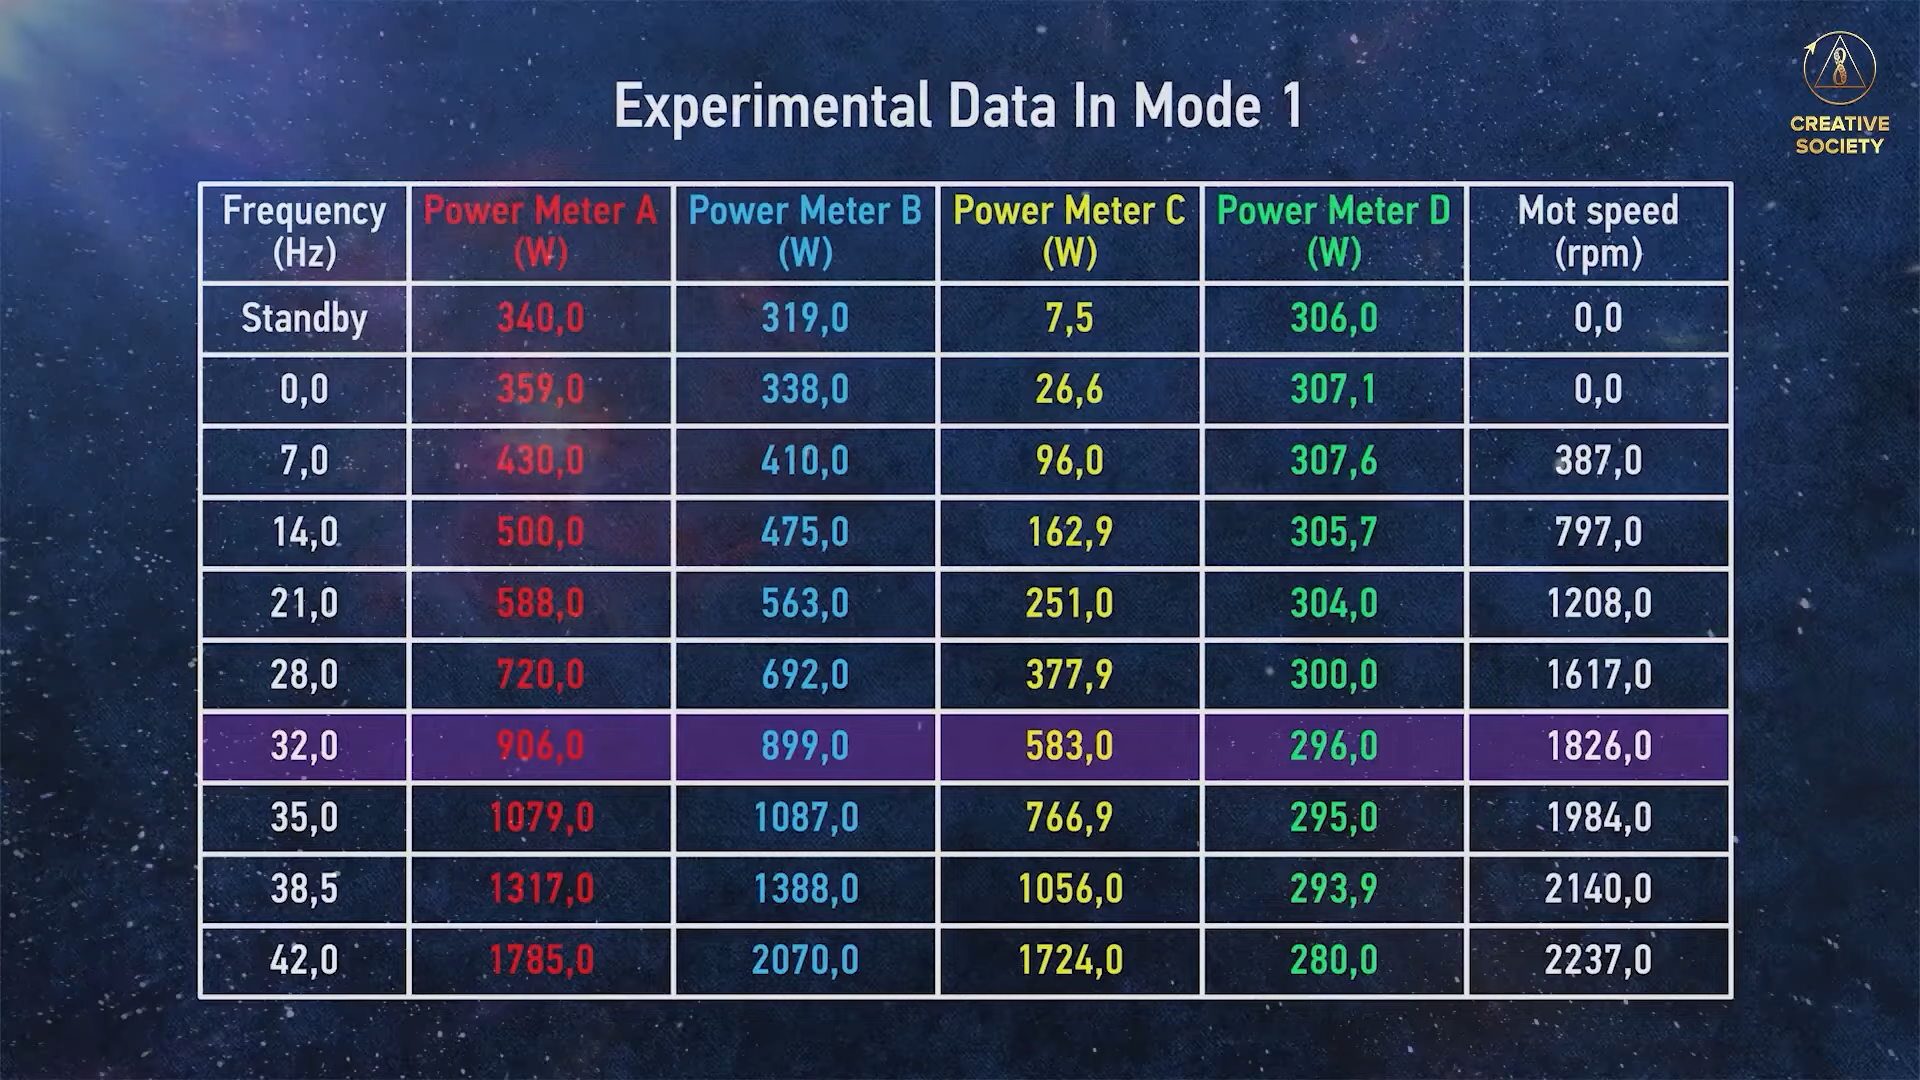 Experimental Data In Mode 1
CREATIVE
SOCIETY
Frequency (Hz) Power Meter A (W) Power Meter B (W) Power Meter C (W) Power Meter D (W) Mot speed (rpm)
Standby 340,0 319,0 7,5 306,0 0,0
0,0 359,0 338,0 26,6 307,1 0,0
7,0 430,0 410,0 96,0 307,6 387,0
14,0 500,0 475,0 162,9 305,7 797,0
21,0 588,0 563,0 251,0 304,0 1208,0
28,0 720,0 692,0 377,9 300,0 1617,0
32,0 906,0 899,0 583,0 296,0 1826,0
35,0 1079,0 1087,0 766,9 295,0 1984,0
38,5 1317,0 1388,0 1056,0 293,9 2140,0
42,0 1785,0 2070,0 1724,0 280,0 2237,0